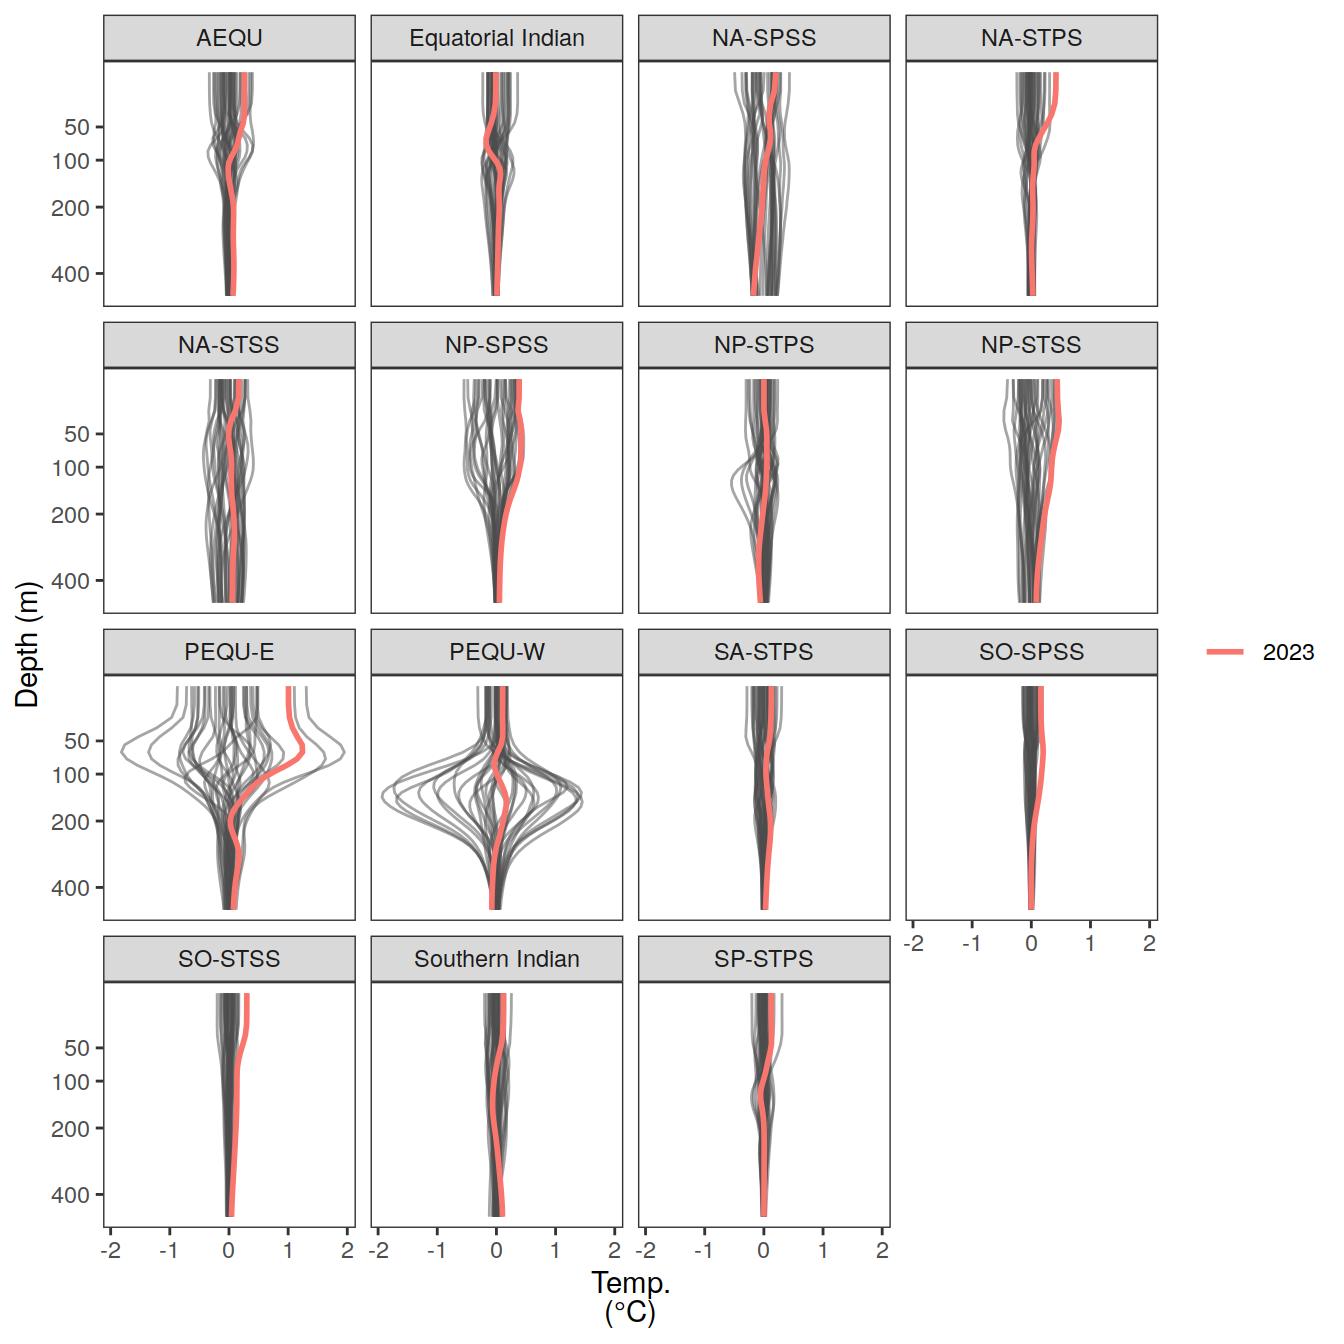 AEQU
Equatorial Indian
NA-SPSS
NA-STPS
50
100
200
400
NA-STSS
NP-SPSS
NP-STPS
NP-STSS
50
100
200
400
Depth (m)
PEQU-E
PEQU-W
SA-STPS
SO-SPSS
2023
50
100
200
400
-2 -1 0 1 2
SO-STSS
Southern Indian
SP-STPS
50
100
200
400
-2 -1 0 1 2
-2 -1 0 1 2
-2 -1 0 1 2
Temp.
(°C)